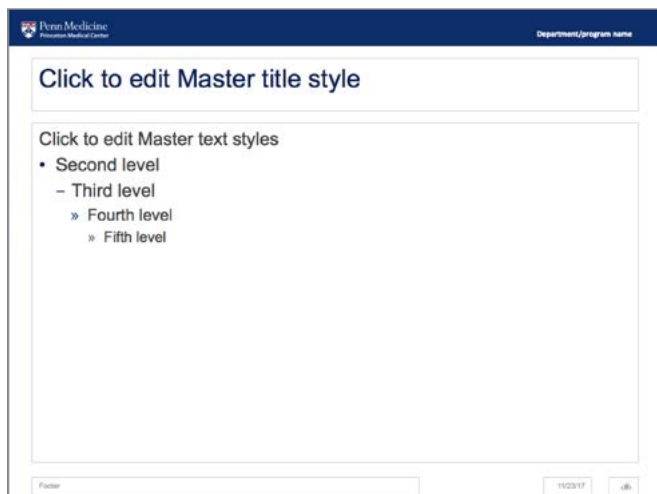 Penn Medicine
Princeton Medical Center
Department/program name
Click to edit Master title style
Click to edit Master text styles
• Second level
– Third level
» Fourth level
» Fifth level
Footer
11/23/17
‹#›